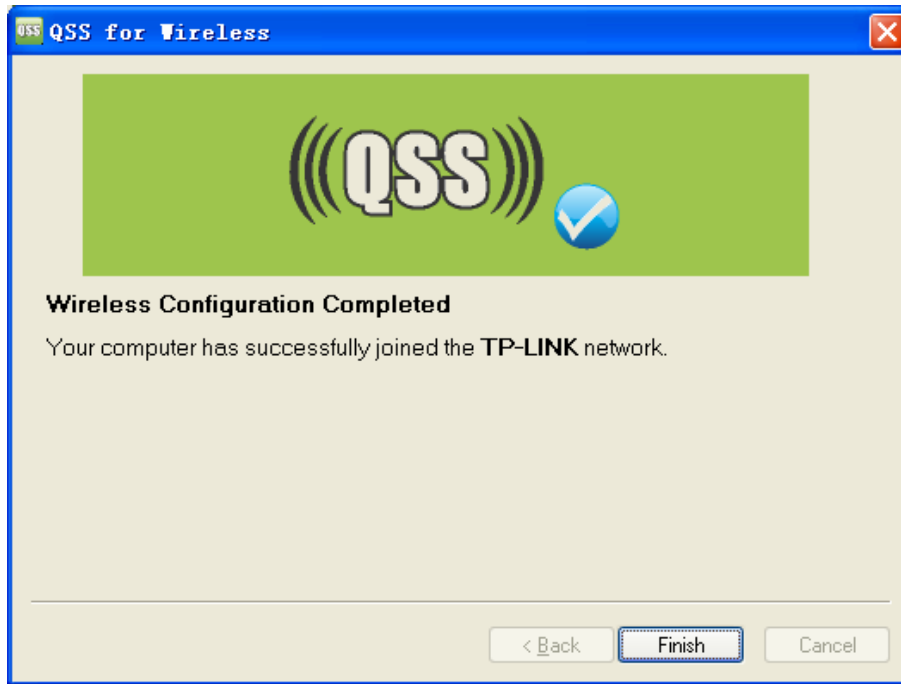 QSS QSS for Wireless
(((QSS)))
Wireless Configuration Completed
Your computer has successfully joined the TP-LINK network.
< Back Finish Cancel